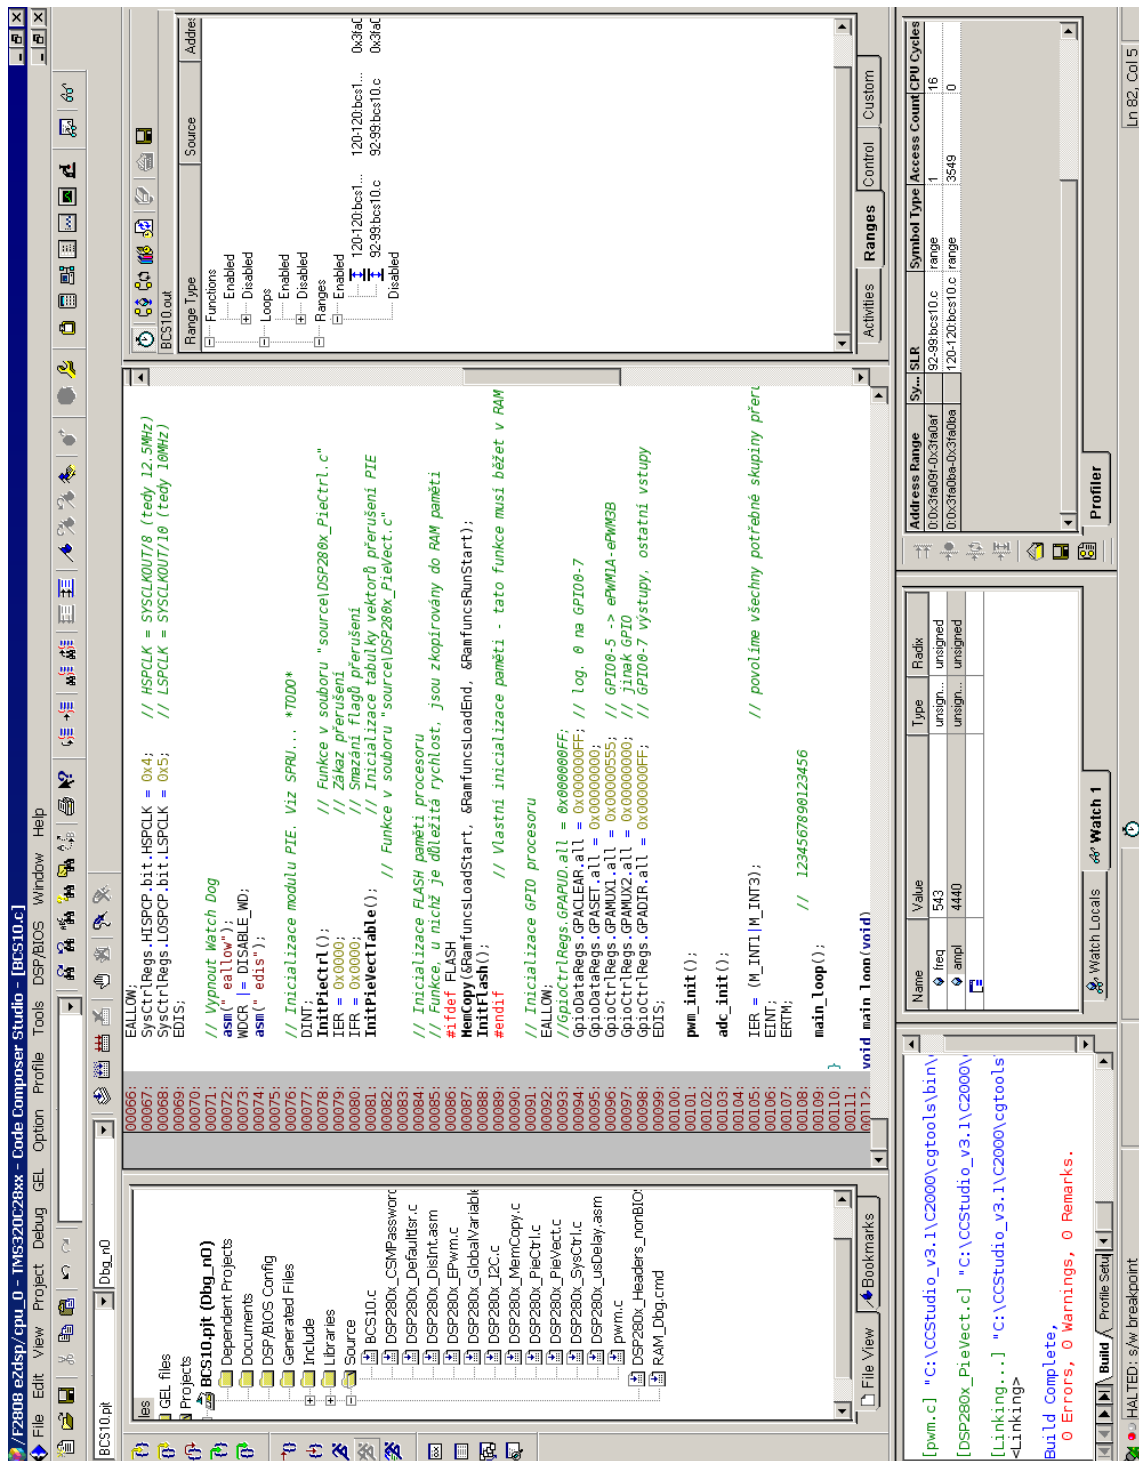 /F2808 eZdsp/cpu_0 - TMS320C28xx - Code Composer Studio - [BCS10.c]
File Edit View Project Debug GEL Option Profile Tools DSP/BIOS Window Help
BCS10.pjt
Dbg_nO
les
GEL files
Projects
BCS10.pjt (Dbg_nO)
Dependent Projects
Documents
DSP/BIOS Config
Generated Files
Include
Libraries
Source
BCS10.c
DSP280x_CSMPassword
DSP280x_DefaultIsr.c
DSP280x_DisInt.asm
DSP280x_EPwm.c
DSP280x_GlobalVariable
DSP280x_I2C.c
DSP280x_MemCopy.c
DSP280x_PieCtrl.c
DSP280x_PieVect.c
DSP280x_SysCtrl.c
DSP280x_usDelay.asm
pwm.c
DSP280x_Headers_nonBIO
RAM_Dbg.cmd
File View Bookmarks
00066: EALLOW;
00067: SysCtrlRegs.HISPCP.bit.HSPCLK = 0x4; // HSPCLK = SYSCLKOUT/8 (tedy 12.5MHz)
00068: SysCtrlRegs.LOSPCP.bit.LSPCLK = 0x5; // LSPCLK = SYSCLKOUT/10 (tedy 10MHz)
00069: EDIS;
00070:
00071: // Vypnout Watch Dog
00072: asm(" eallow");
00073: WDCR |= DISABLE_WD;
00074: asm(" edis");
00075:
00076: // Inicializace modulu PIE. Viz SPRU... *TODO*
00077: DINT;
00078: InitPieCtrl(); // Funkce v souboru "source\DSP280x_PieCtrl.c"
00079: IER = 0x0000; // Zákaz přerušení
00080: IFR = 0x0000; // Smazání flagů přerušení
00081: InitPieVectTable(); // Inicializace tabulky vektorů přerušení PIE
00082: // Funkce v souboru "source\DSP280x_PieVect.c"
00083:
00084: // Inicializace FLASH paměti procesoru
00085: // Funkce, u nichž je důležitá rychlost, jsou zkopírovány do RAM paměti
00086: #ifdef FLASH
00087: MemCopy(&RamfuncsLoadStart, &RamfuncsLoadEnd, &RamfuncsRunStart);
00088: InitFlash(); // Vlastní inicializace paměti - tato funkce musí běžet v RAM
00089: #endif
00090:
00091: // Inicializace GPIO procesoru
00092: EALLOW;
00093: //GpioCtrlRegs.GPAPUD.all = 0x000000FF;
00094: GpioDataRegs.GPACLEAR.all = 0x000000FF; // log. 0 na GPIO0-7
00095: GpioDataRegs.GPASET.all = 0x00000000;
00096: GpioCtrlRegs.GPAMUX1.all = 0x00000555; // GPIO0-5 -> ePWM1A-ePWM3B
00097: GpioCtrlRegs.GPAMUX2.all = 0x00000000; // jinak GPIO
00098: GpioCtrlRegs.GPADIR.all = 0x000000FF; // GPIO0-7 výstupy, ostatní vstupy
00099: EDIS;
00100:
00101: pwm_init();
00102:
00103: adc_init();
00104:
00105: IER = (M_INT1|M_INT3); // povolíme všechny potřebné skupiny přeru
00106: EINT;
00107: ERTM;
00108: // 1234567890123456
00109: main_loop();
00110: }
00111:
00112: void main_loop(void)
BCS10.out
Range Type Source Addres
Functions
Enabled
Disabled
Loops
Enabled
Disabled
Ranges
Enabled
120-120:bcs1... 120-120:bcs1... 0x3fa0
92-99:bcs10.c 92-99:bcs10.c 0x3fa0
Disabled
Activities Ranges Control Custom
[pwm.c] "C:\CCStudio_v3.1\C2000\cgtools\bin\
[DSP280x_PieVect.c] "C:\CCStudio_v3.1\C2000\
[Linking...] "C:\CCStudio_v3.1\C2000\cgtools
<Linking>
Build Complete,
0 Errors, 0 Warnings, 0 Remarks.
Build Profile Setu
Name Value Type Radix
freq 543 unsign... unsigned
ampl 4440 unsign... unsigned
Watch Locals Watch 1
Address Range Sy... SLR Symbol Type Access Count CPU Cycles
0:0x3fa09f-0x3fa0af 92-99:bcs10.c range 1 16
0:0x3fa0ba-0x3fa0ba 120-120:bcs10.c range 3549 0
Profiler
HALTED: s/w breakpoint
Ln 82, Col 5